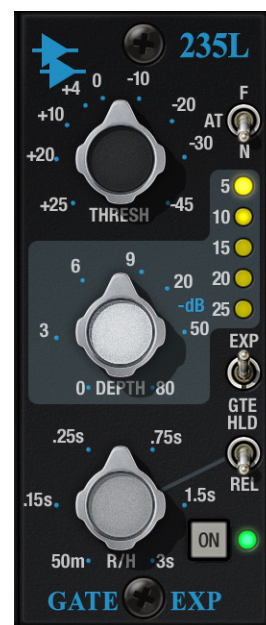 235L
F
AT
N
+4 0 -10
+10 -20
+20 -30
+25 THRESH -45
5
10
15
20
25
6 9 20
-dB
3 50
0 DEPTH 80
EXP
GTE
HLD
REL
.25s .75s
.15s 1.5s
50m R/H 3s
ON
GATE EXP